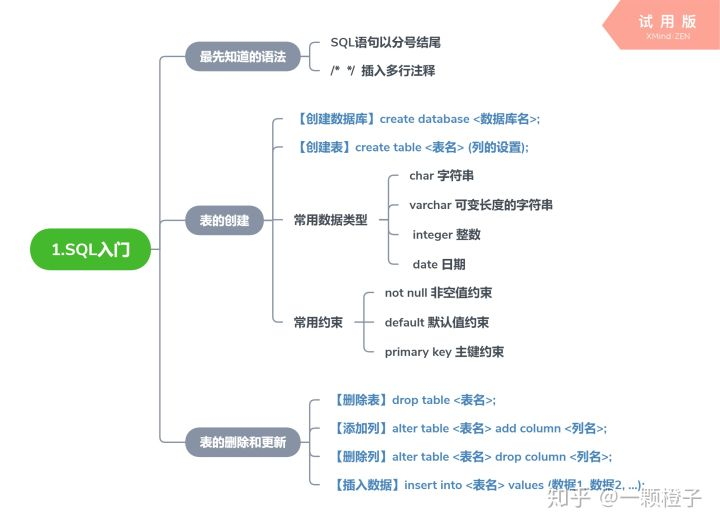 试用版
XMind ZEN
1.SQL入门
最先知道的语法
SQL语句以分号结尾
/* */ 插入多行注释
表的创建
【创建数据库】create database <数据库名>;
【创建表】create table <表名> (列的设置);
常用数据类型
char 字符串
varchar 可变长度的字符串
integer 整数
date 日期
常用约束
not null 非空值约束
default 默认值约束
primary key 主键约束
表的删除和更新
【删除表】drop table <表名>;
【添加列】alter table <表名> add column <列名>;
【删除列】alter table <表名> drop column <列名>;
【插入数据】insert into <表名> values (数据1, 数据2, ...);
知乎 @一颗橙子